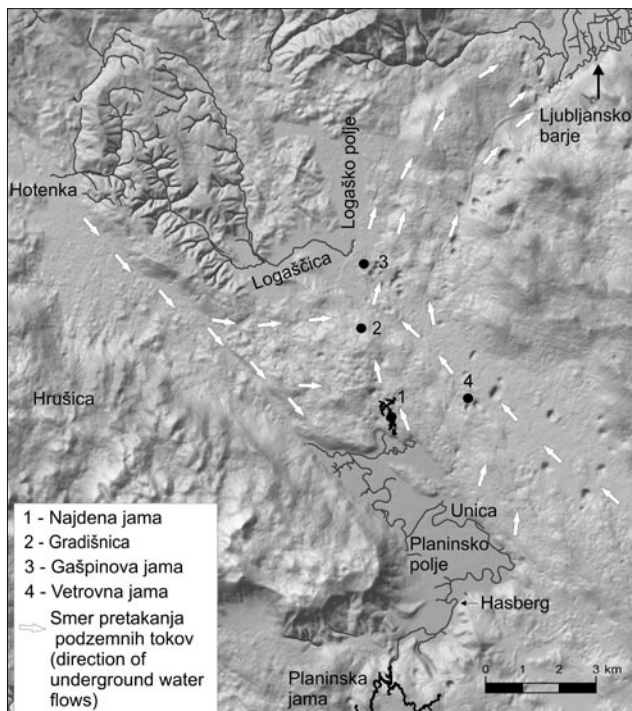 Ljubljansko
barje
Logaško polje
Hotenka
Logaščica
3
2
4
Hrušica
1
Unica
Planinsko
polje
Hasberg
Planinska
jama
1 - Najdena jama
2 - Gradišnica
3 - Gašpinova jama
4 - Vetrovna jama
Smer pretakanja
podzemnih tokov
(direction of
underground water
flows)
0 1 2 3 km